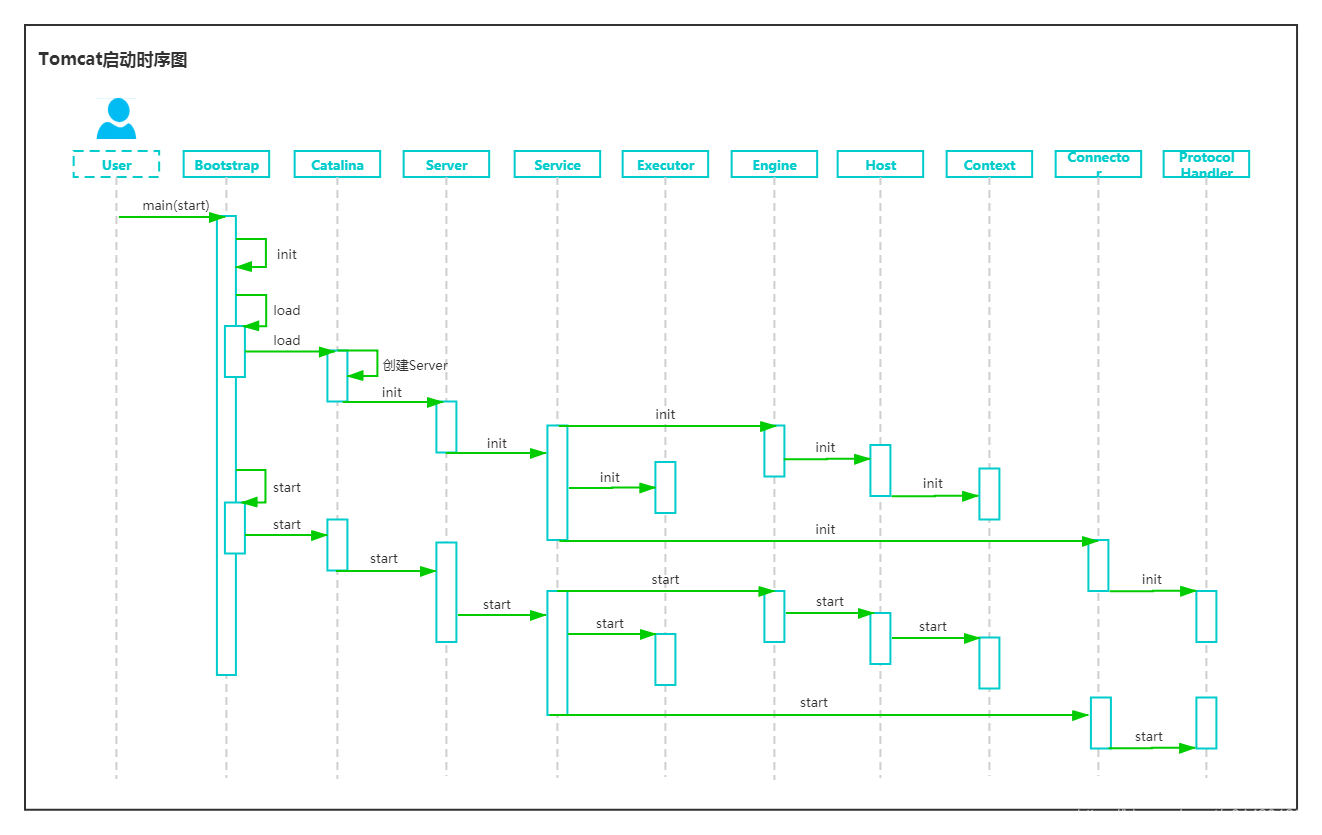 Tomcat启动时序图
User
Bootstrap
Catalina
Server
Service
Executor
Engine
Host
Context
Connecto
r
Protocol
Handler
main(start)
init
load
load
创建Server
init
init
init
init
init
init
init
init
start
start
start
start
start
start
start
start
start
start